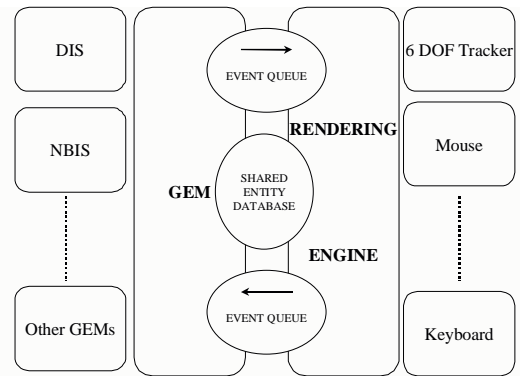 DIS
NBIS
Other GEMs
GEM
EVENT QUEUE
SHARED
ENTITY
DATABASE
EVENT QUEUE
RENDERING
ENGINE
6 DOF Tracker
Mouse
Keyboard